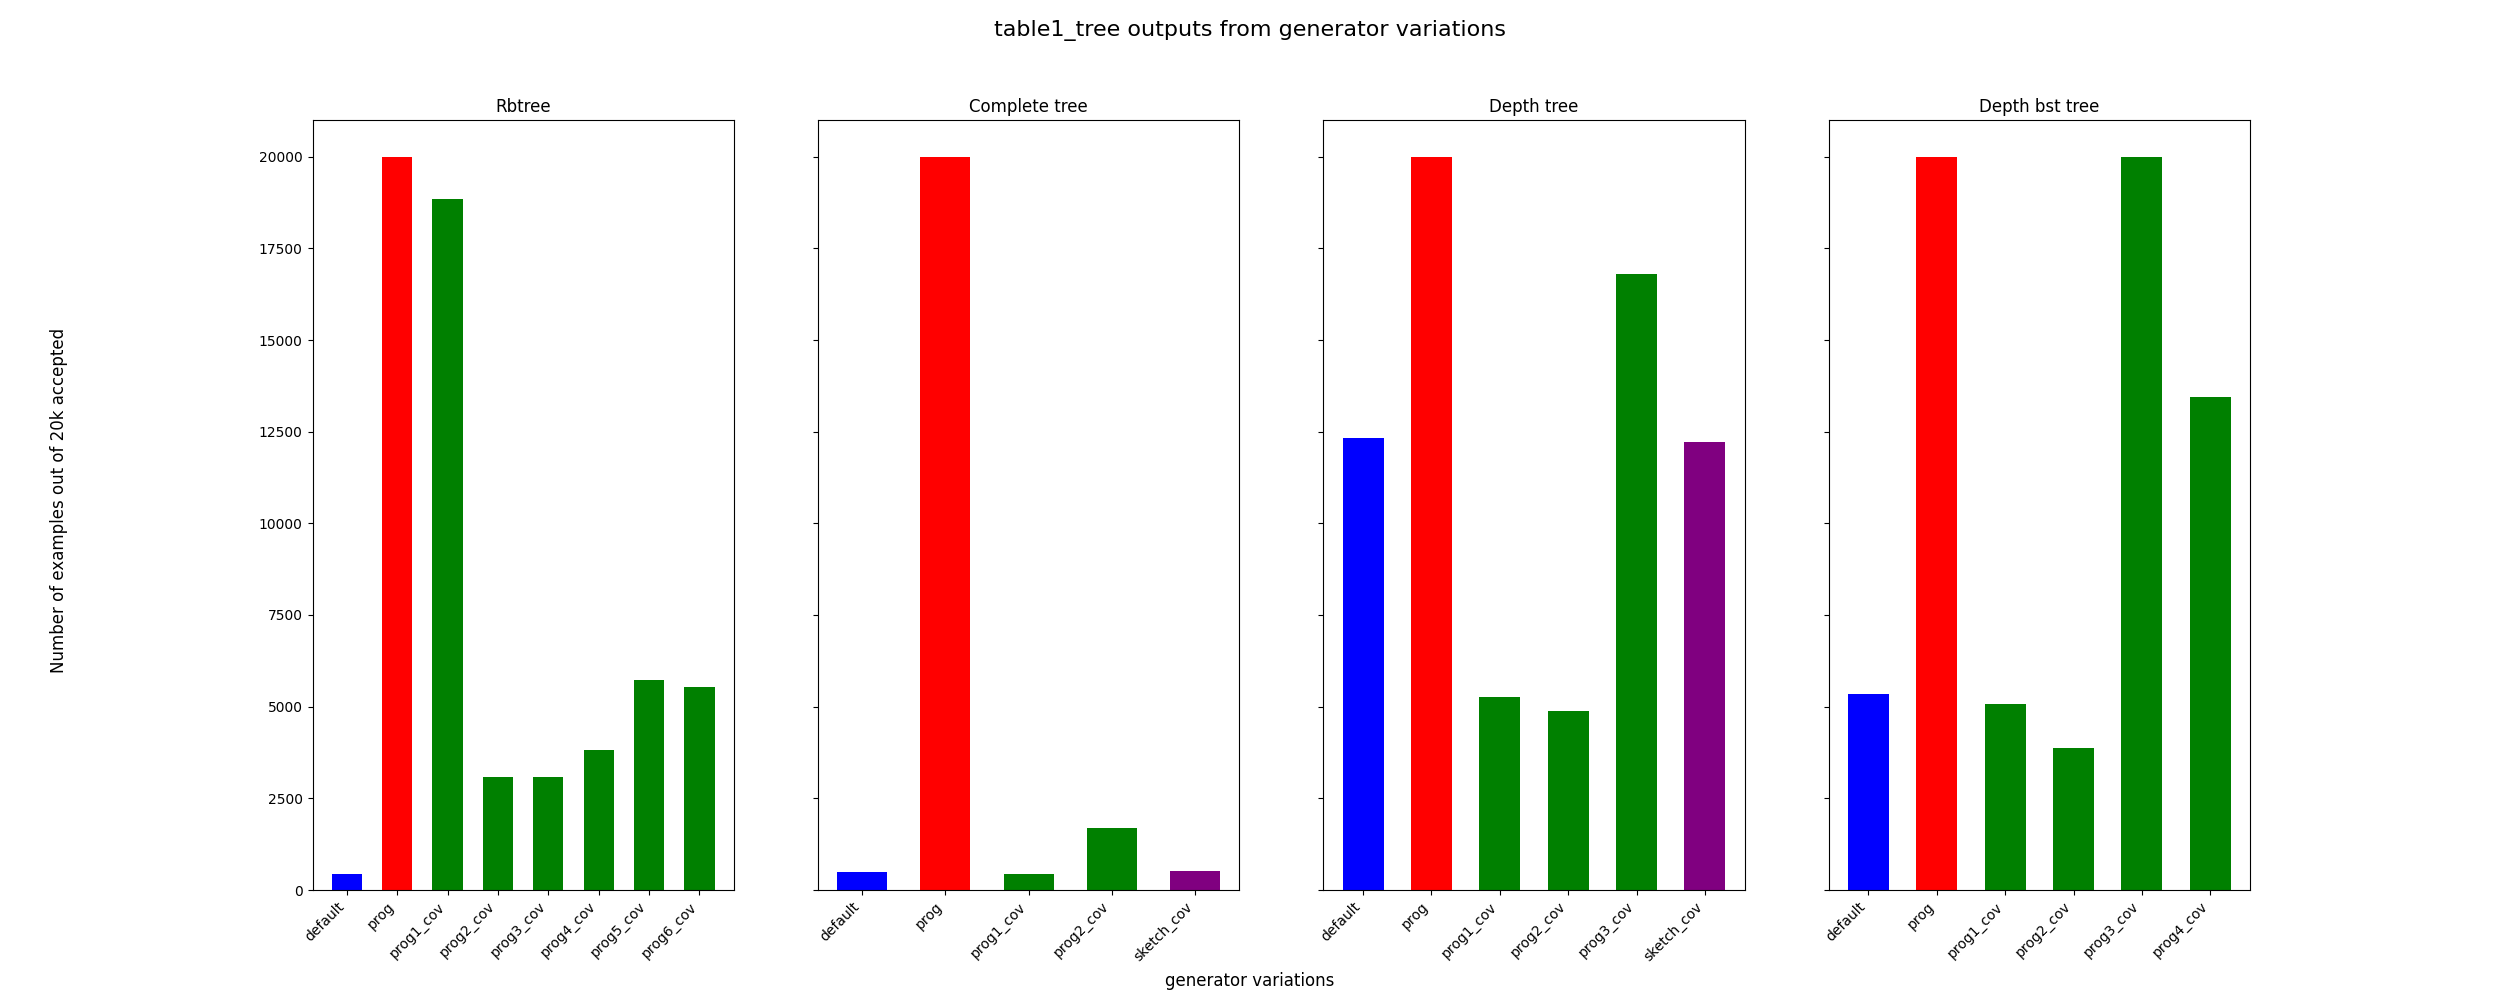 table1_tree outputs from generator variations
Rbtree
Complete tree
Depth tree
Depth bst tree
Number of examples out of 20k accepted
20000
17500
15000
12500
10000
7500
5000
2500
0
default
prog
prog1_cov
prog2_cov
prog3_cov
prog4_cov
prog5_cov
prog6_cov
default
prog
prog1_cov
prog2_cov
sketch_cov
default
prog
prog1_cov
prog2_cov
prog3_cov
sketch_cov
default
prog
prog1_cov
prog2_cov
prog3_cov
prog4_cov
generator variations